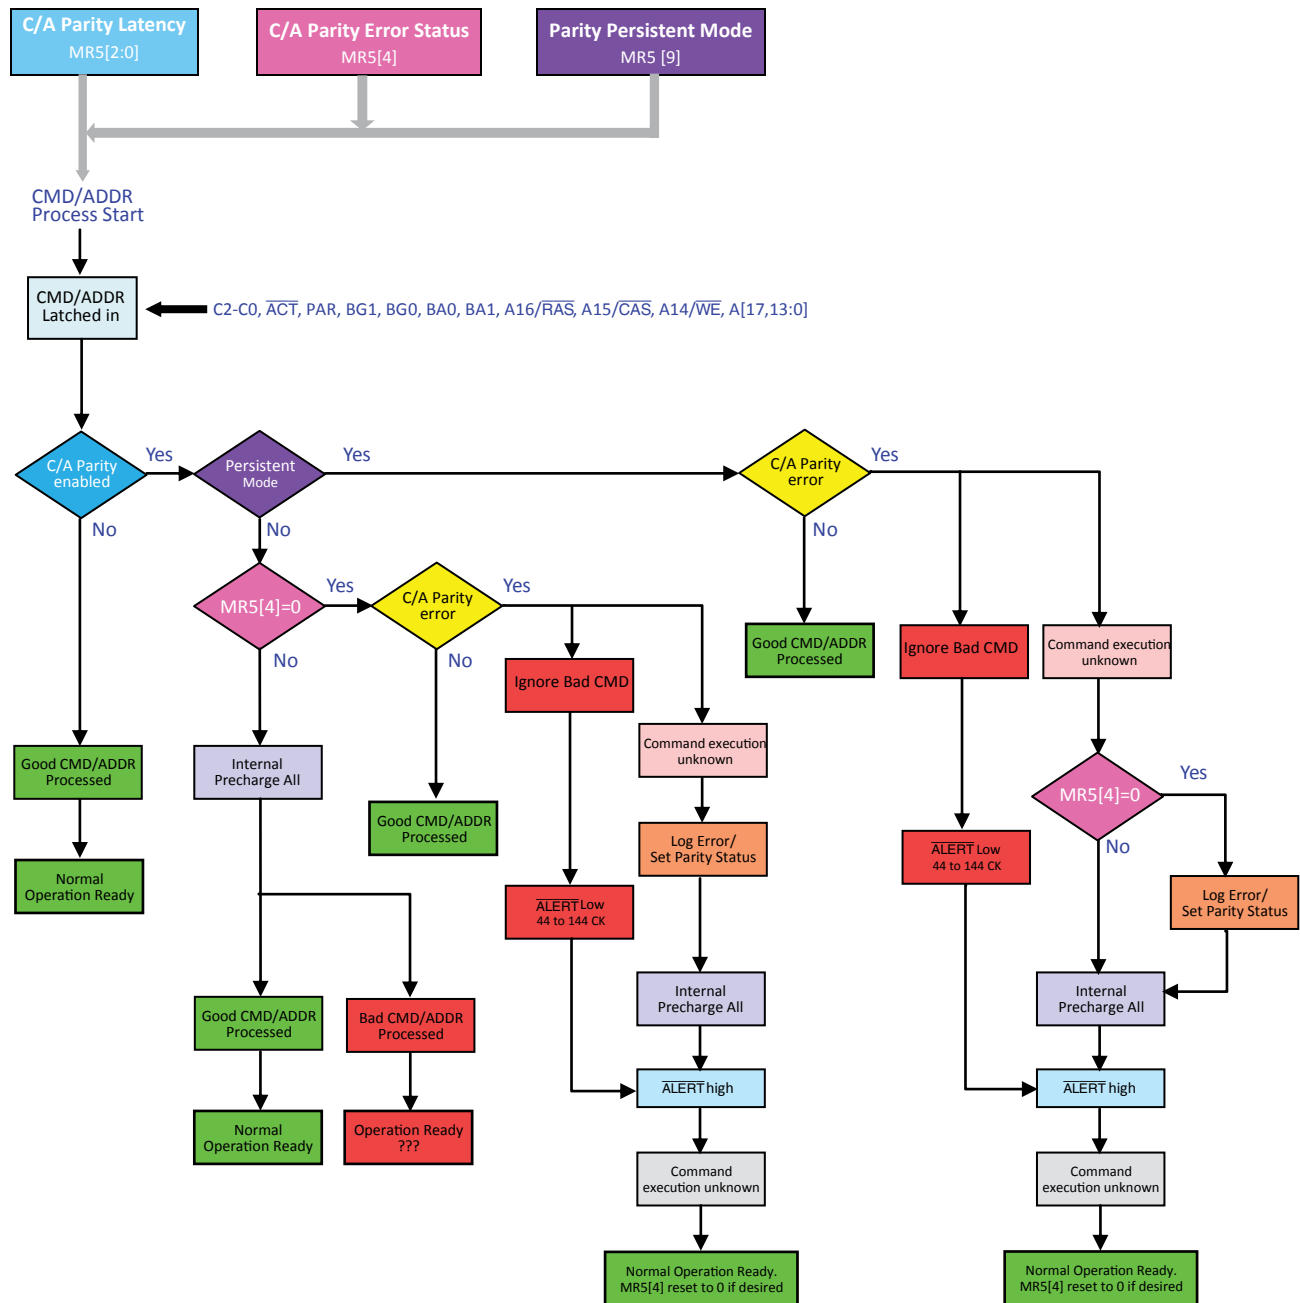 C/A Parity Latency
MR5[2:0]
C/A Parity Error Status
MR5[4]
Parity Persistent Mode
MR5 [9]
CMD/ADDR
Process Start
CMD/ADDR
Latched in
C2-C0, A̅C̅T̅, PAR, BG1, BG0, BA0, BA1, A16/R̅A̅S̅, A15/C̅A̅S̅, A14/W̅E̅, A[17,13:0]
C/A Parity
enabled
Yes
No
Persistent
Mode
Yes
No
C/A Parity
error
Yes
No
MR5[4]=0
Yes
No
C/A Parity
error
Yes
No
Good CMD/ADDR
Processed
Ignore Bad CMD
Command execution
unknown
Ignore Bad CMD
Command execution
unknown
Good CMD/ADDR
Processed
Internal
Precharge All
Good CMD/ADDR
Processed
MR5[4]=0
Yes
No
Log Error/
Set Parity Status
A̅L̅E̅R̅T̅ Low
44 to 144 CK
Normal
Operation Ready
A̅L̅E̅R̅T̅ Low
44 to 144 CK
Log Error/
Set Parity Status
Good CMD/ADDR
Processed
Bad CMD/ADDR
Processed
Internal
Precharge All
Internal
Precharge All
A̅L̅E̅R̅T̅ high
A̅L̅E̅R̅T̅ high
Normal
Operation Ready
Operation Ready
???
Command
execution unknown
Command
execution unknown
Normal Operation Ready.
MR5[4] reset to 0 if desired
Normal Operation Ready.
MR5[4] reset to 0 if desired